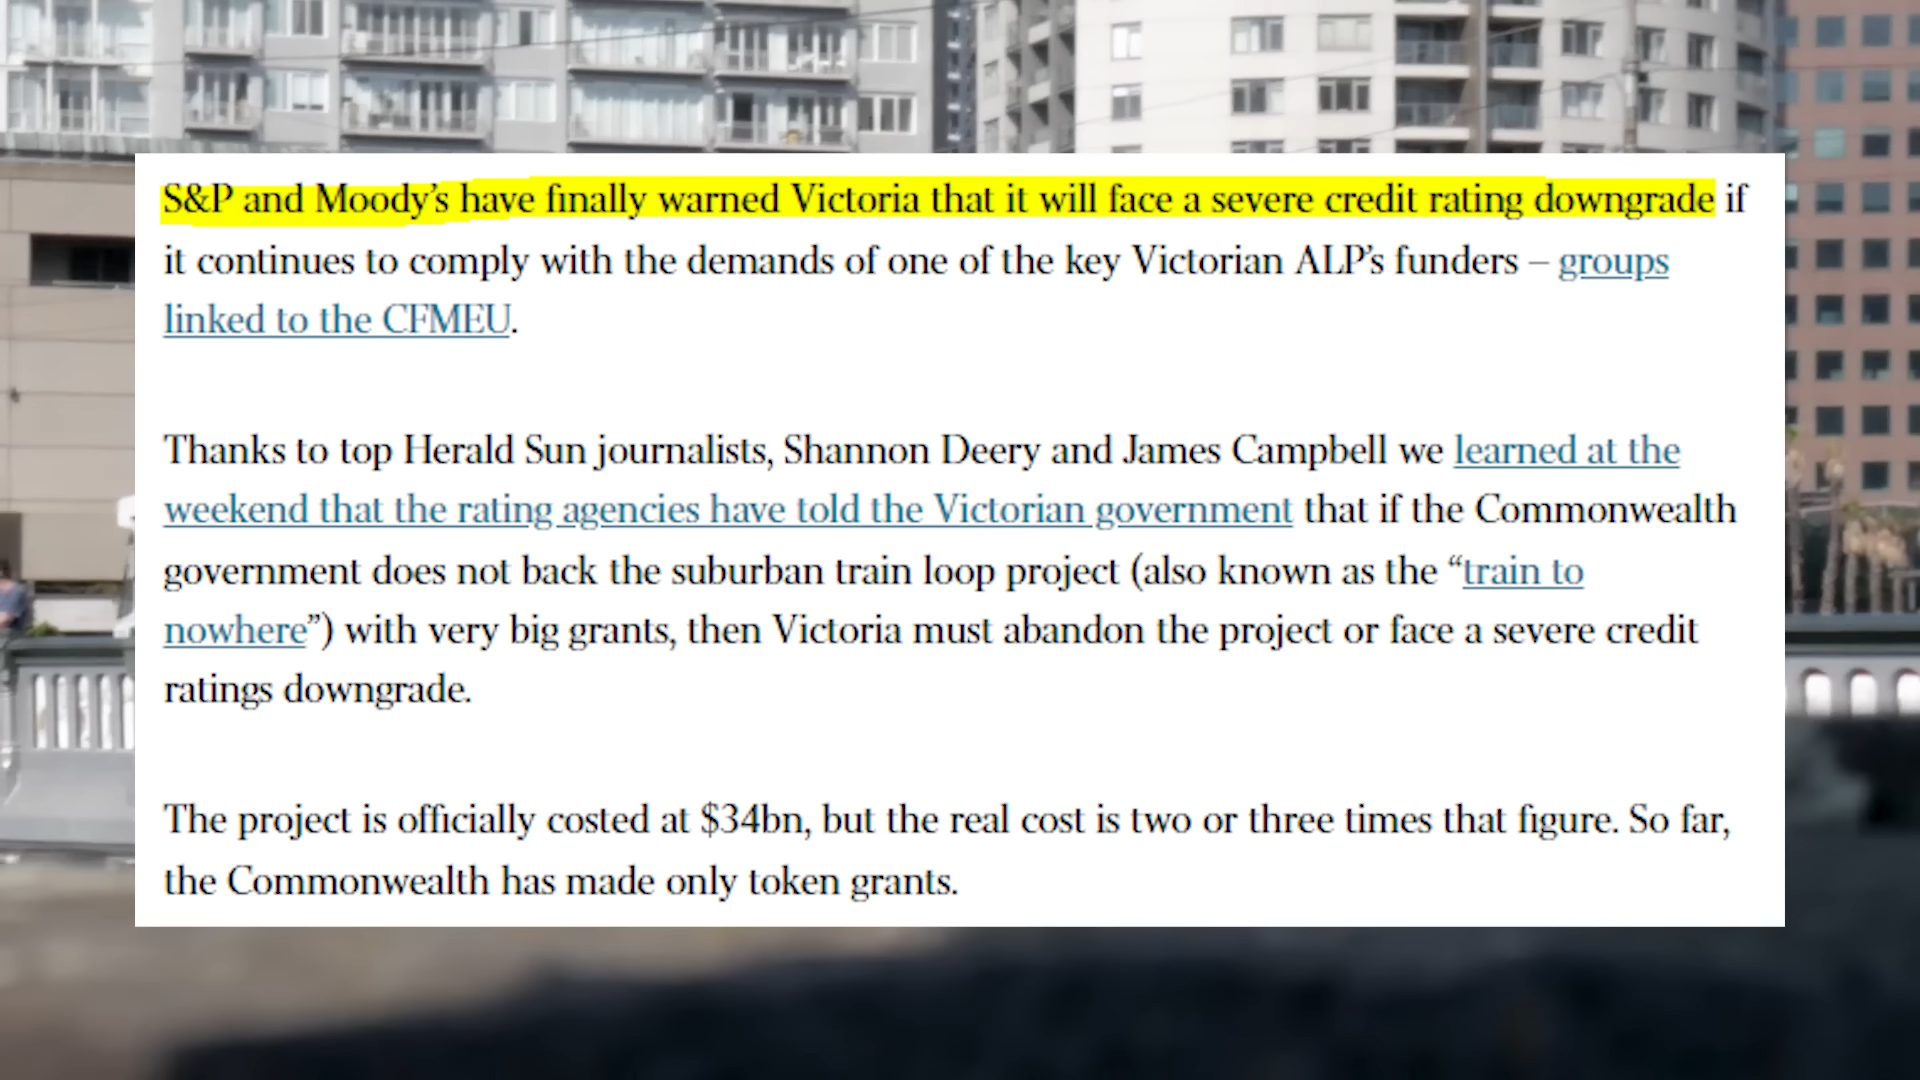 S&P and Moody’s have finally warned Victoria that it will face a severe credit rating downgrade if
it continues to comply with the demands of one of the key Victorian ALP’s funders – groups
linked to the CFMEU.
Thanks to top Herald Sun journalists, Shannon Deery and James Campbell we learned at the
weekend that the rating agencies have told the Victorian government that if the Commonwealth
government does not back the suburban train loop project (also known as the “train to
nowhere”) with very big grants, then Victoria must abandon the project or face a severe credit
ratings downgrade.
The project is officially costed at $34bn, but the real cost is two or three times that figure. So far,
the Commonwealth has made only token grants.